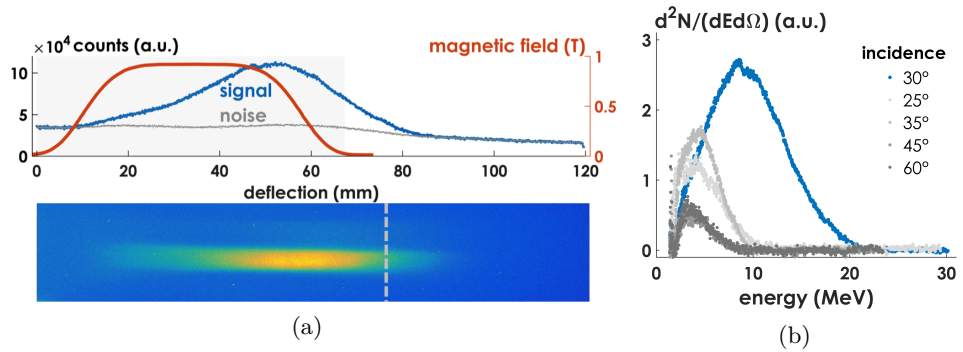 ×10⁴ counts (a.u.)
magnetic field (T)
10
5
0
1
0.5
0
signal
noise
0 20 40 60 80 100 120
deflection (mm)
(a)
d²N/(dEdΩ) (a.u.)
3
2
1
0
incidence
30°
25°
35°
45°
60°
0 10 20 30
energy (MeV)
(b)